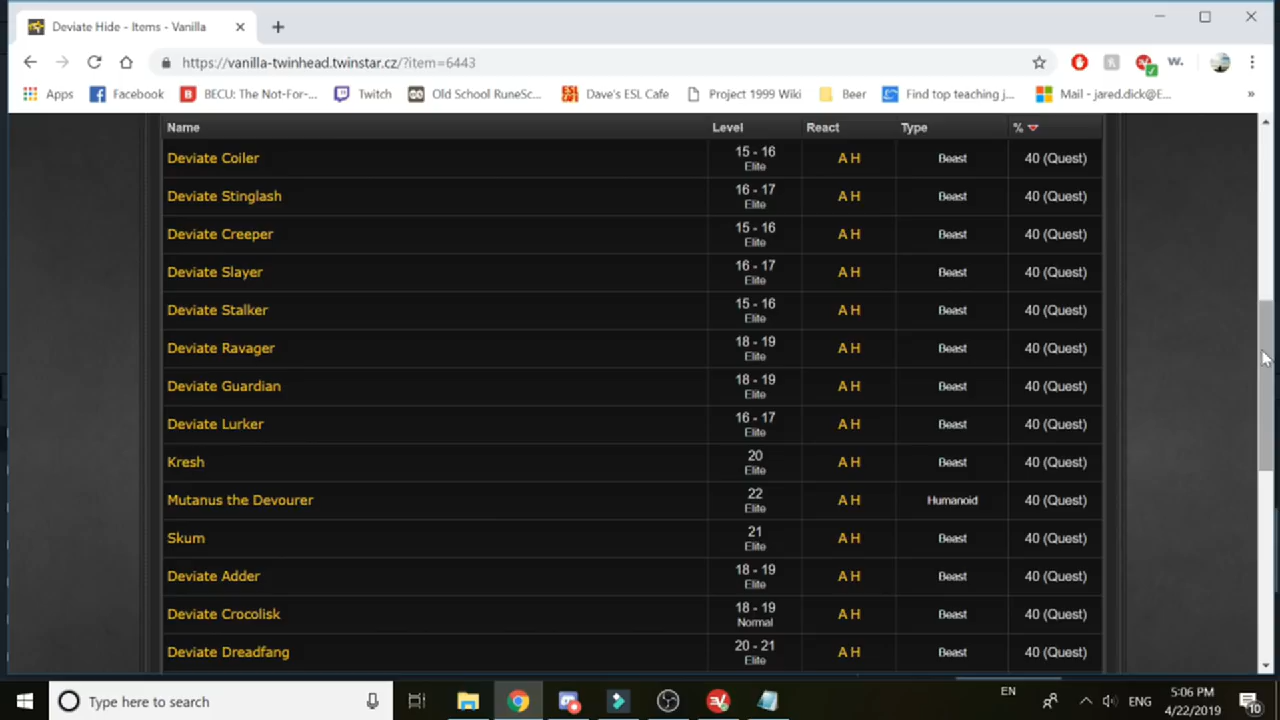 Deviate Hide - Items - Vanilla
https://vanilla-twinhead.twinstar.cz/?item=6443
w.
Apps Facebook BECU: The Not-For-... Twitch Old School RuneSc... Dave's ESL Cafe Project 1999 Wiki Beer Find top teaching j... Mail - jared.dick@E... »
Name Level React Type %
Deviate Coiler 15 - 16 Elite A H Beast 40 (Quest)
Deviate Stinglash 16 - 17 Elite A H Beast 40 (Quest)
Deviate Creeper 15 - 16 Elite A H Beast 40 (Quest)
Deviate Slayer 16 - 17 Elite A H Beast 40 (Quest)
Deviate Stalker 15 - 16 Elite A H Beast 40 (Quest)
Deviate Ravager 18 - 19 Elite A H Beast 40 (Quest)
Deviate Guardian 18 - 19 Elite A H Beast 40 (Quest)
Deviate Lurker 16 - 17 Elite A H Beast 40 (Quest)
Kresh 20 Elite A H Beast 40 (Quest)
Mutanus the Devourer 22 Elite A H Humanoid 40 (Quest)
Skum 21 Elite A H Beast 40 (Quest)
Deviate Adder 18 - 19 Elite A H Beast 40 (Quest)
Deviate Crocolisk 18 - 19 Normal A H Beast 40 (Quest)
Deviate Dreadfang 20 - 21 Elite A H Beast 40 (Quest)
Type here to search EN ENG 5:06 PM 10
4/22/2019